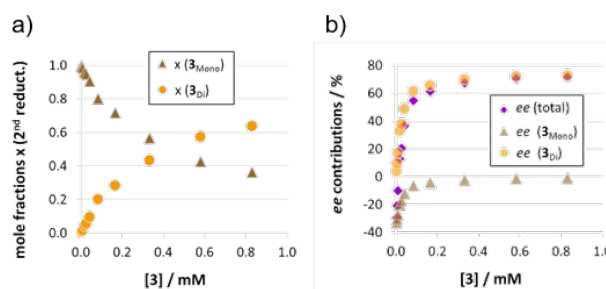 a)
mole fractions x (2nd reduct.)
1.0
0.8
0.6
0.4
0.2
0.0
x (3Mono)
x (3Di)
0.0 0.2 0.4 0.6 0.8 1.0
[3] / mM
b)
ee contributions / %
80
60
40
20
0
-20
-40
ee (total)
ee (3Mono)
ee (3Di)
0.0 0.2 0.4 0.6 0.8 1.0
[3] / mM